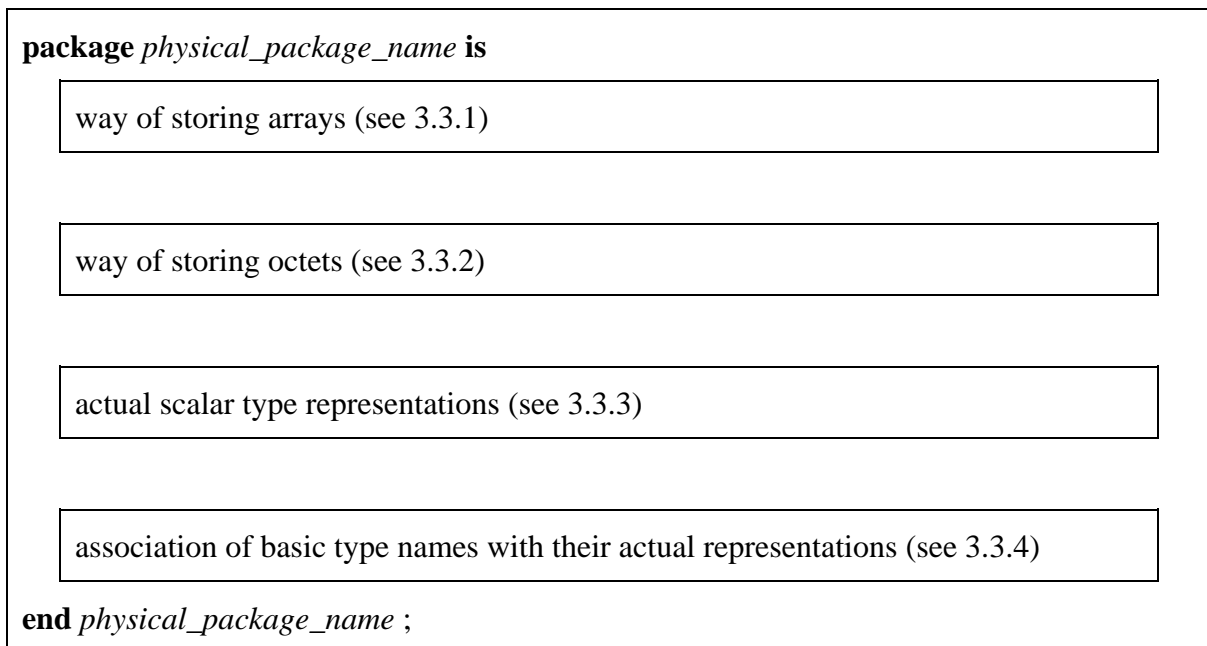 package physical_package_name is
way of storing arrays (see 3.3.1)
way of storing octets (see 3.3.2)
actual scalar type representations (see 3.3.3)
association of basic type names with their actual representations (see 3.3.4)
end physical_package_name ;